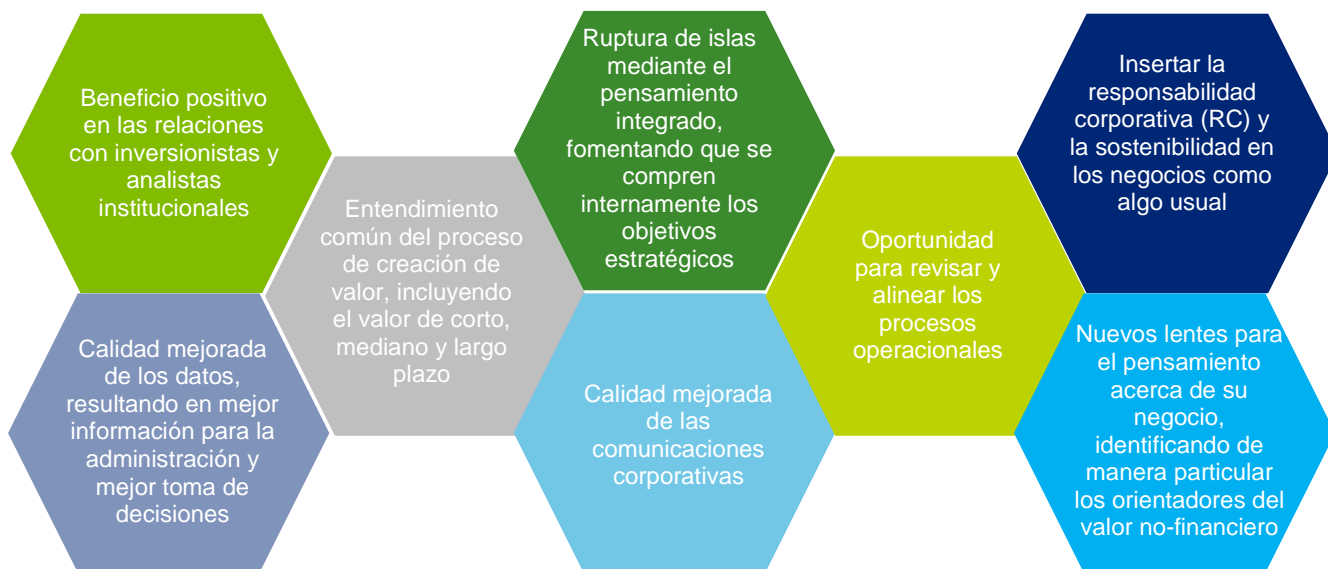 Beneficio positivo
en las relaciones
con inversionistas y
analistas
institucionales
Calidad mejorada
de los datos,
resultando en mejor
información para la
administración y
mejor toma de
decisiones
Entendimiento
común del proceso
de creación de
valor, incluyendo
el valor de corto,
mediano y largo
plazo
Ruptura de islas
mediante el
pensamiento
integrado,
fomentando que se
compren
internamente los
objetivos
estratégicos
Calidad mejorada
de las
comunicaciones
corporativas
Oportunidad
para revisar y
alinear los
procesos
operacionales
Insertar la
responsabilidad
corporativa (RC) y
la sostenibilidad en
los negocios como
algo usual
Nuevos lentes para
el pensamiento
acerca de su
negocio,
identificando de
manera particular
los orientadores del
valor no-financiero